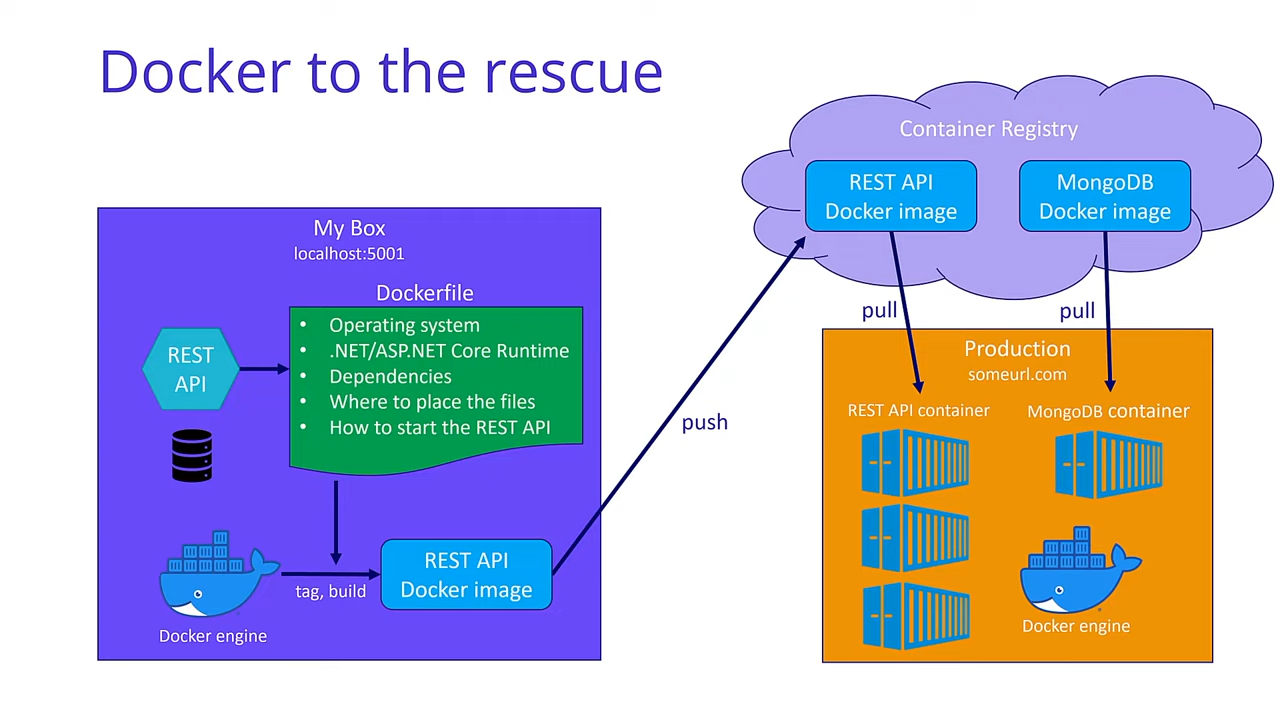 Docker to the rescue
Container Registry
REST API
Docker image
MongoDB
Docker image
My Box
localhost:5001
Dockerfile
• Operating system
• .NET/ASP.NET Core Runtime
• Dependencies
• Where to place the files
• How to start the REST API
REST
API
tag, build
REST API
Docker image
Docker engine
push
pull
pull
Production
someurl.com
REST API container
MongoDB container
Docker engine